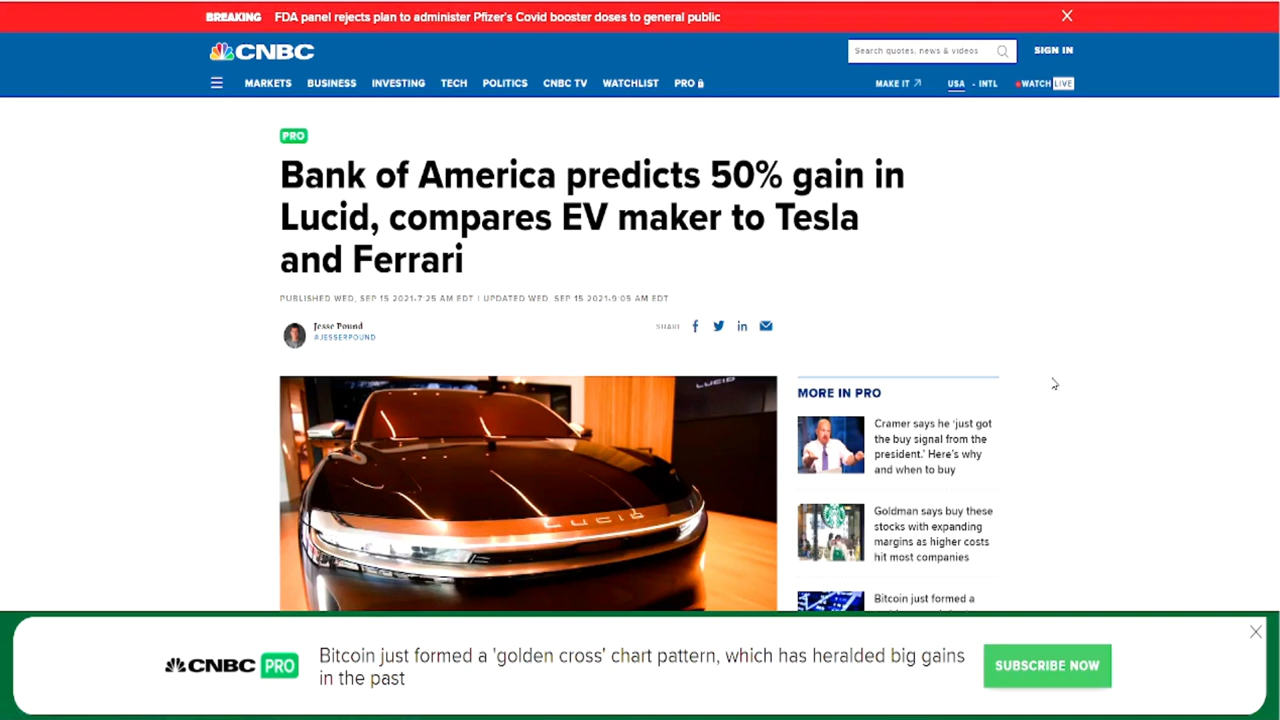 BREAKING FDA panel rejects plan to administer Pfizer's Covid booster doses to general public
CNBC
Search quotes, news & videos
SIGN IN
MARKETS BUSINESS INVESTING TECH POLITICS CNBC TV WATCHLIST PRO
MAKE IT USA - INTL WATCH LIVE
PRO
Bank of America predicts 50% gain in
Lucid, compares EV maker to Tesla
and Ferrari
PUBLISHED WED, SEP 15 2021-7:25 AM EDT | UPDATED WED, SEP 15 2021-9:05 AM EDT
Jesse Pound
#JESSERPOUND
SHARE
LUCID
LUCID
MORE IN PRO
Cramer says he 'just got
the buy signal from the
president.' Here's why
and when to buy
Goldman says buy these
stocks with expanding
margins as higher costs
hit most companies
Bitcoin just formed a
CNBC PRO
Bitcoin just formed a 'golden cross' chart pattern, which has heralded big gains
in the past
SUBSCRIBE NOW